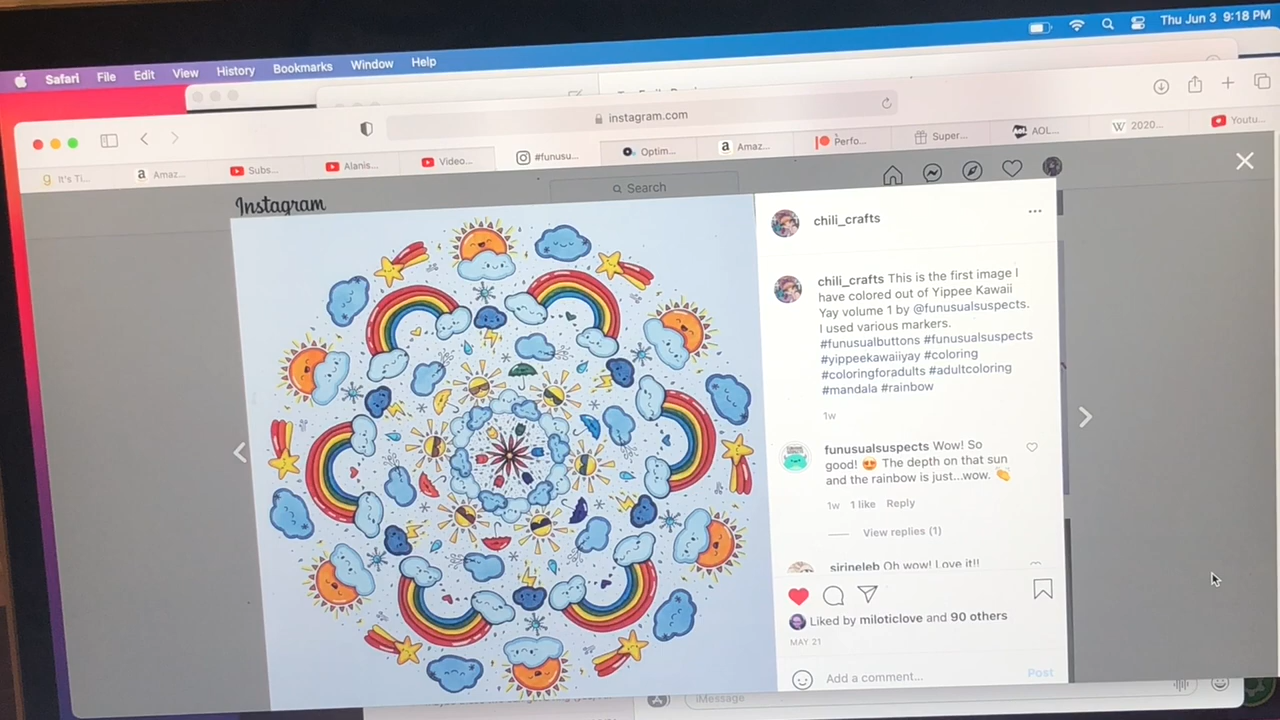 Safari File Edit View History Bookmarks Window Help Thu Jun 3 9:18 PM
instagram.com
It's Ti... Amaz... Subs... Alanis... Video... #funusu... Optim... Amaz... Perfo... Super... AOL... 2020... Youtu...
Instagram Search
chili_crafts
chili_crafts This is the first image I
have colored out of Yippee Kawaii
Yay volume 1 by @funusualsuspects.
I used various markers.
#funusualbuttons #funusualsuspects
#yippeekawaiiyay #coloring
#coloringforadults #adultcoloring
#mandala #rainbow
1w
funusualsuspects Wow! So
good! 😍 The depth on that sun
and the rainbow is just...wow. 👏
1w 1 like Reply
View replies (1)
sirineleb Oh wow! Love it!!
Liked by miloticlove and 90 others
MAY 21
Add a comment... Post
iMessage